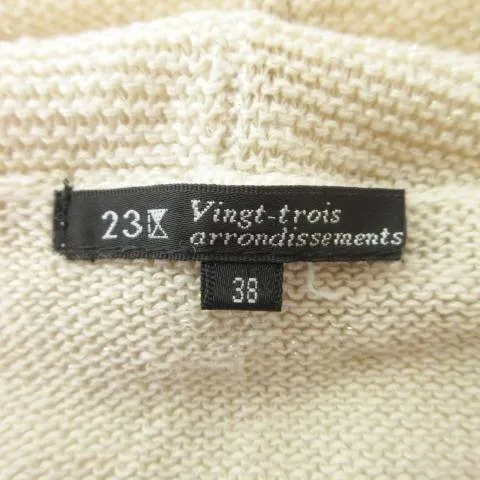 23区 Vingt-trois
arrondissements
38